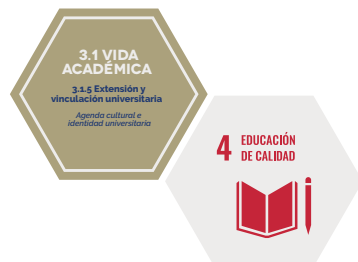 3.1 VIDA
ACADÉMICA
3.1.5 Extensión y
vinculación universitaria
Agenda cultural e
identidad universitaria
4 EDUCACIÓN
DE CALIDAD